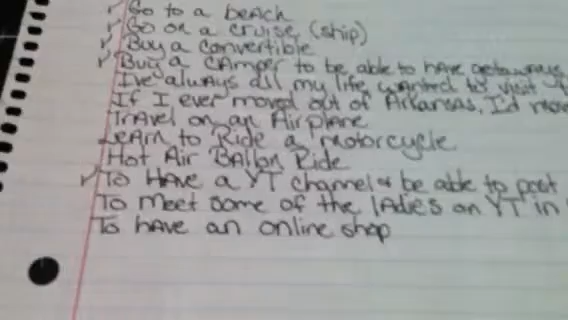 ✓ Go to a beach
✓ Go on a cruise (ship)
✓ Buy a convertible
✓ Buy a camper to be able to have getaways
I've always all my life wanted to visit
If I ever moved out of Arkansas, I'd
Travel on an Airplane
Learn to Ride a motorcycle
Hot Air Ballon Ride
✓ To Have a YT channel & be able to post
To meet some of the ladies on YT in
To have an online shop